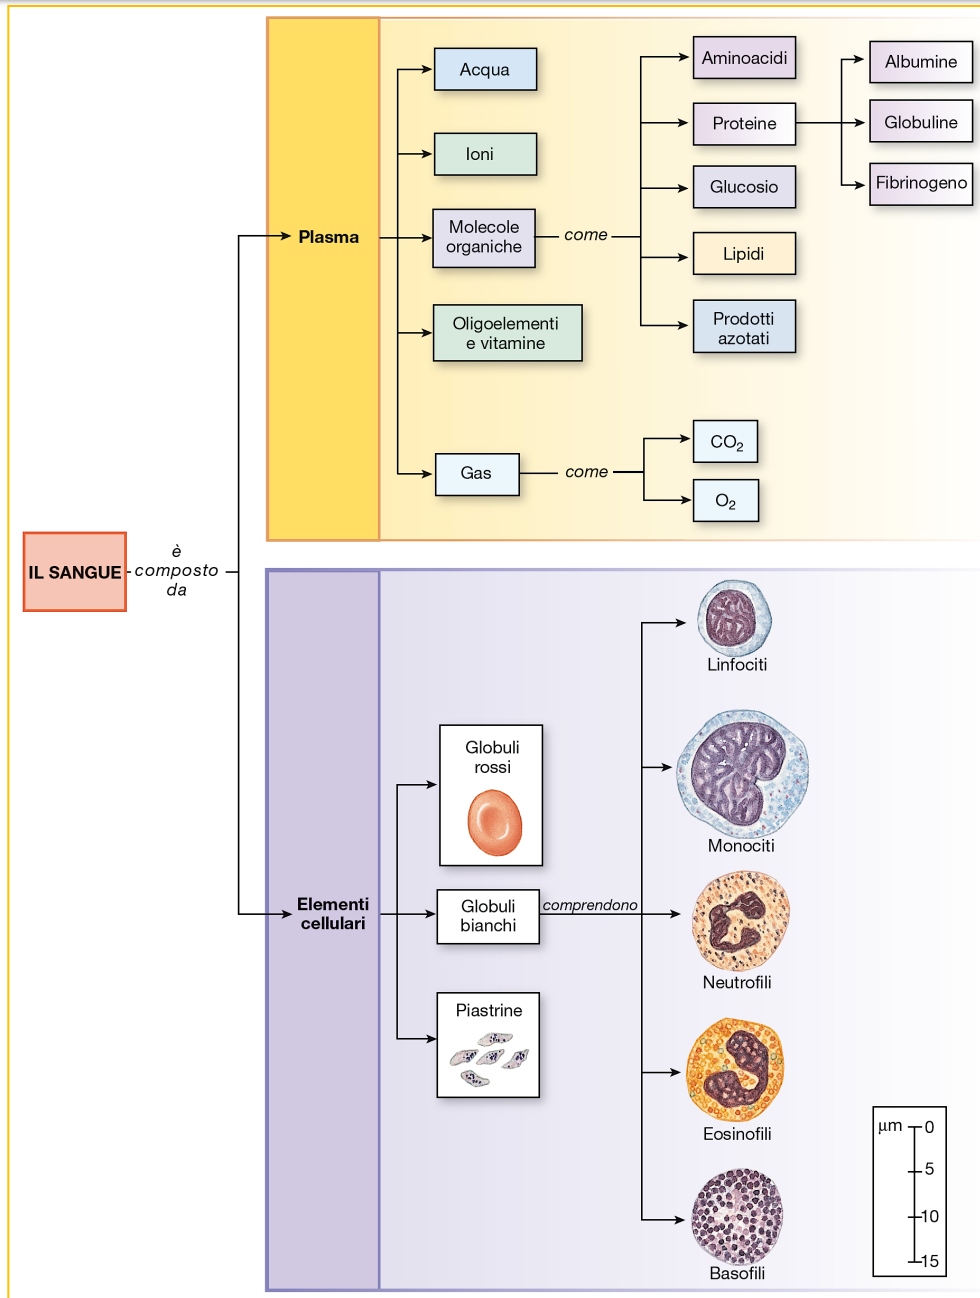 IL SANGUE
è
composto
da
Plasma
Acqua
Ioni
Molecole
organiche
Oligoelementi
e vitamine
Gas
come
Aminoacidi
Proteine
Glucosio
Lipidi
Prodotti
azotati
Albumine
Globuline
Fibrinogeno
come
CO₂
O₂
Elementi
cellulari
Globuli
rossi
Globuli
bianchi
Piastrine
comprendono
Linfociti
Monociti
Neutrofili
Eosinofili
Basofili
μm 0
5
10
15